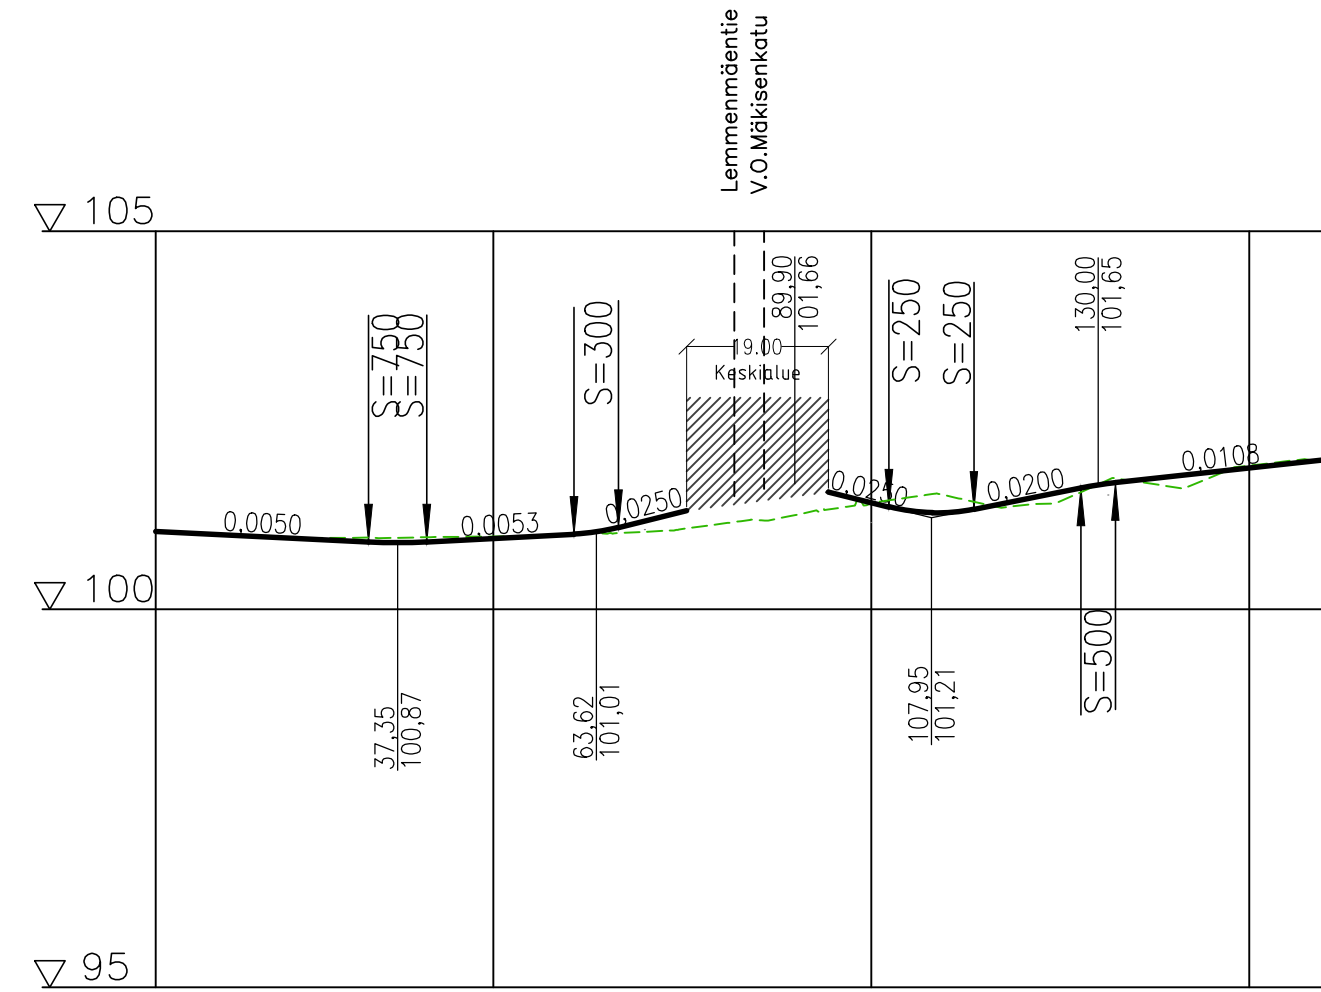 Lemmenmäentie
V.O.Mäkisenkatu
105
89,90
101,66
130,00
101,65
S=750
S=750
S=300
S=250
S=250
19.00
Keskialue
0,0050
0,0053
0,0250
0,0250
0,0200
0,0108
100
S=500
37,35
100,87
63,62
101,01
107,95
101,21
95